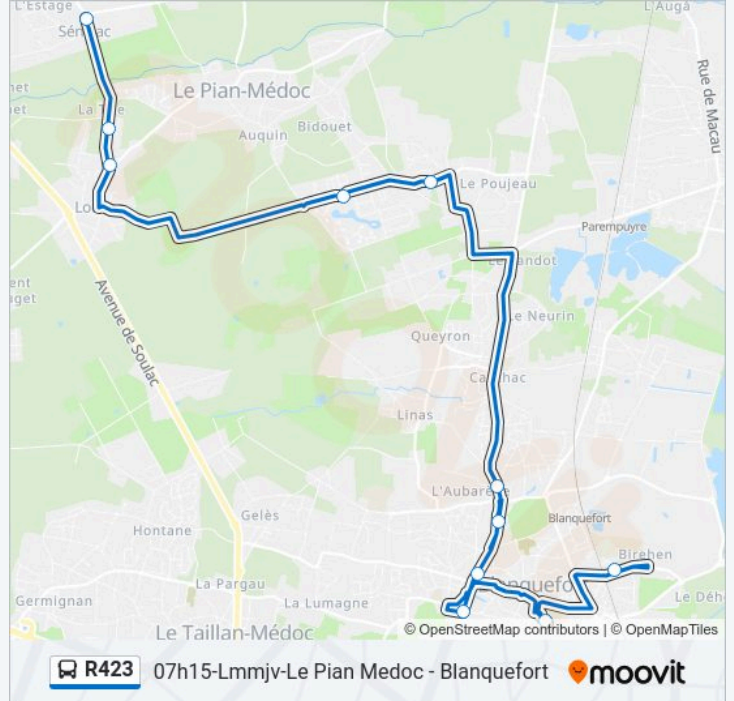 L'Estage
Sénéjac
L'Augá
Le Pian-Médoc
Rue de Macau
Auquin
Bidouet
Le Poujeau
Parempuyre
Avenue de Soulac
Le Neurin
Queyron
Linas
L'Aubarède
Gelès
Hontane
Blanquefort
Birehen
La Pargau
Germignan
La Lumagne
Le Taillan-Médoc
© OpenStreetMap contributors | © OpenMapTiles
R423 07h15-Lmmjv-Le Pian Medoc - Blanquefort moovit